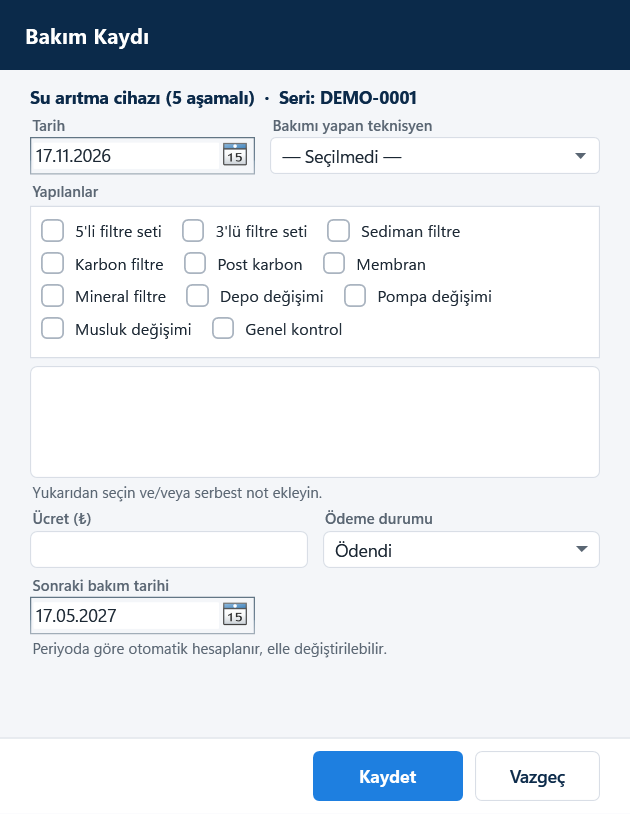 Bakım Kaydı
Su arıtma cihazı (5 aşamalı) · Seri: DEMO-0001
Tarih
Bakımı yapan teknisyen
17.11.2026
15
— Seçilmedi —
Yapılanlar
5'li filtre seti
3'lü filtre seti
Sediman filtre
Karbon filtre
Post karbon
Membran
Mineral filtre
Depo değişimi
Pompa değişimi
Musluk değişimi
Genel kontrol
Yukarıdan seçin ve/veya serbest not ekleyin.
Ücret (₺)
Ödeme durumu
Ödendi
Sonraki bakım tarihi
17.05.2027
15
Periyoda göre otomatik hesaplanır, elle değiştirilebilir.
Kaydet
Vazgeç